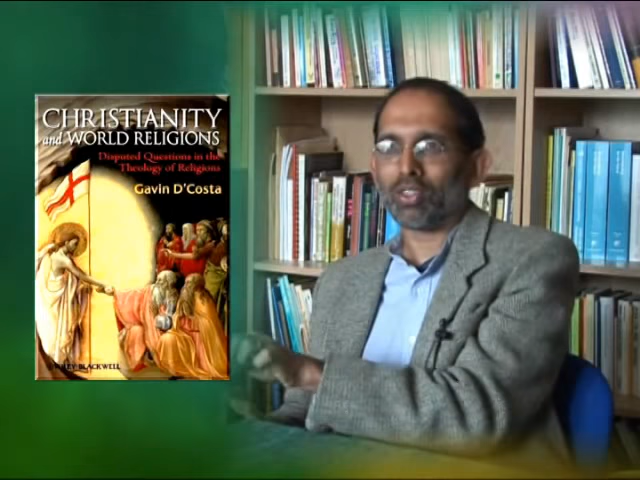 CHRISTIANITY
and WORLD RELIGIONS
Disputed Questions in the
Theology of Religions
Gavin D'Costa
WILEY-BLACKWELL